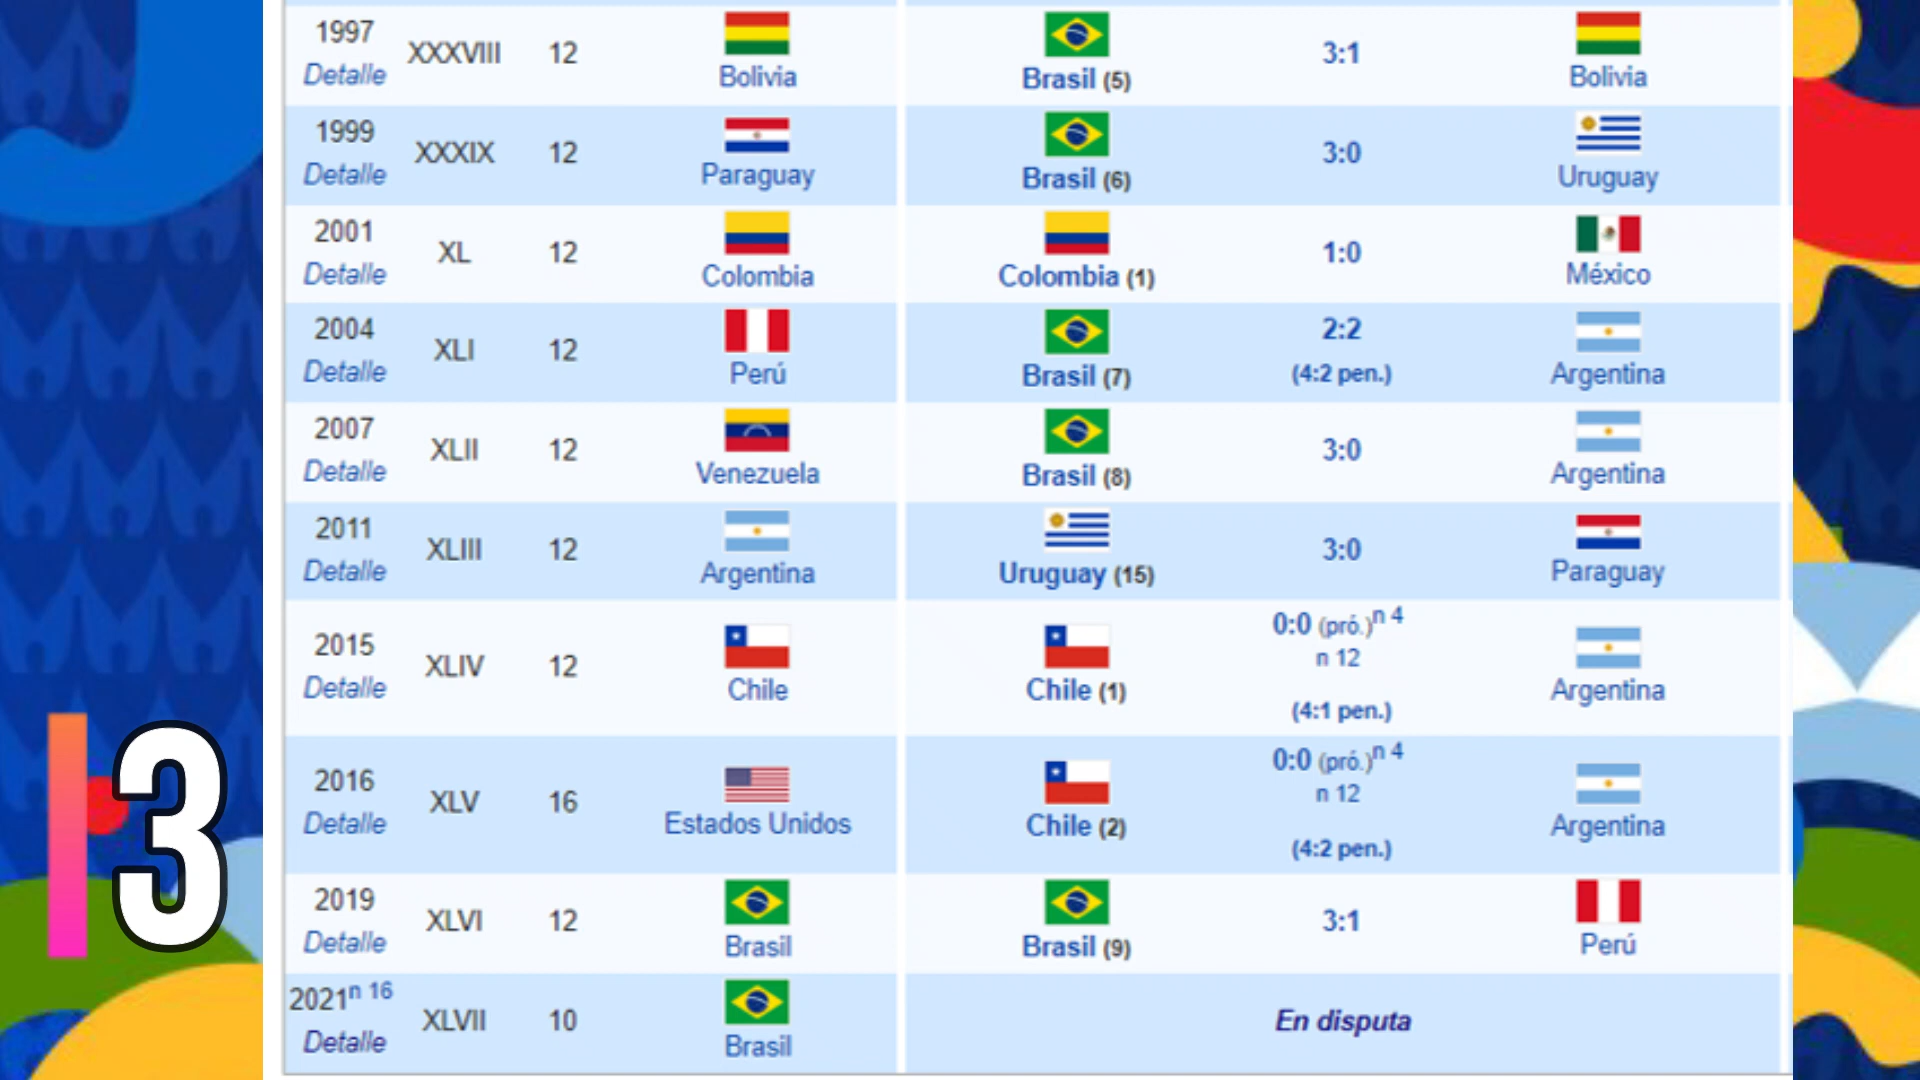 1997
Detalle
XXXVIII
12
Bolivia
Brasil (5)
3:1
Bolivia
1999
Detalle
XXXIX
12
Paraguay
Brasil (6)
3:0
Uruguay
2001
Detalle
XL
12
Colombia
Colombia (1)
1:0
México
2004
Detalle
XLI
12
Perú
Brasil (7)
2:2
(4:2 pen.)
Argentina
2007
Detalle
XLII
12
Venezuela
Brasil (8)
3:0
Argentina
2011
Detalle
XLIII
12
Argentina
Uruguay (15)
3:0
Paraguay
2015
Detalle
XLIV
12
Chile
Chile (1)
0:0 (pró.)n 4
n 12
(4:1 pen.)
Argentina
2016
Detalle
XLV
16
Estados Unidos
Chile (2)
0:0 (pró.)n 4
n 12
(4:2 pen.)
Argentina
2019
Detalle
XLVI
12
Brasil
Brasil (9)
3:1
Perú
2021n 16
Detalle
XLVII
10
Brasil
En disputa
3